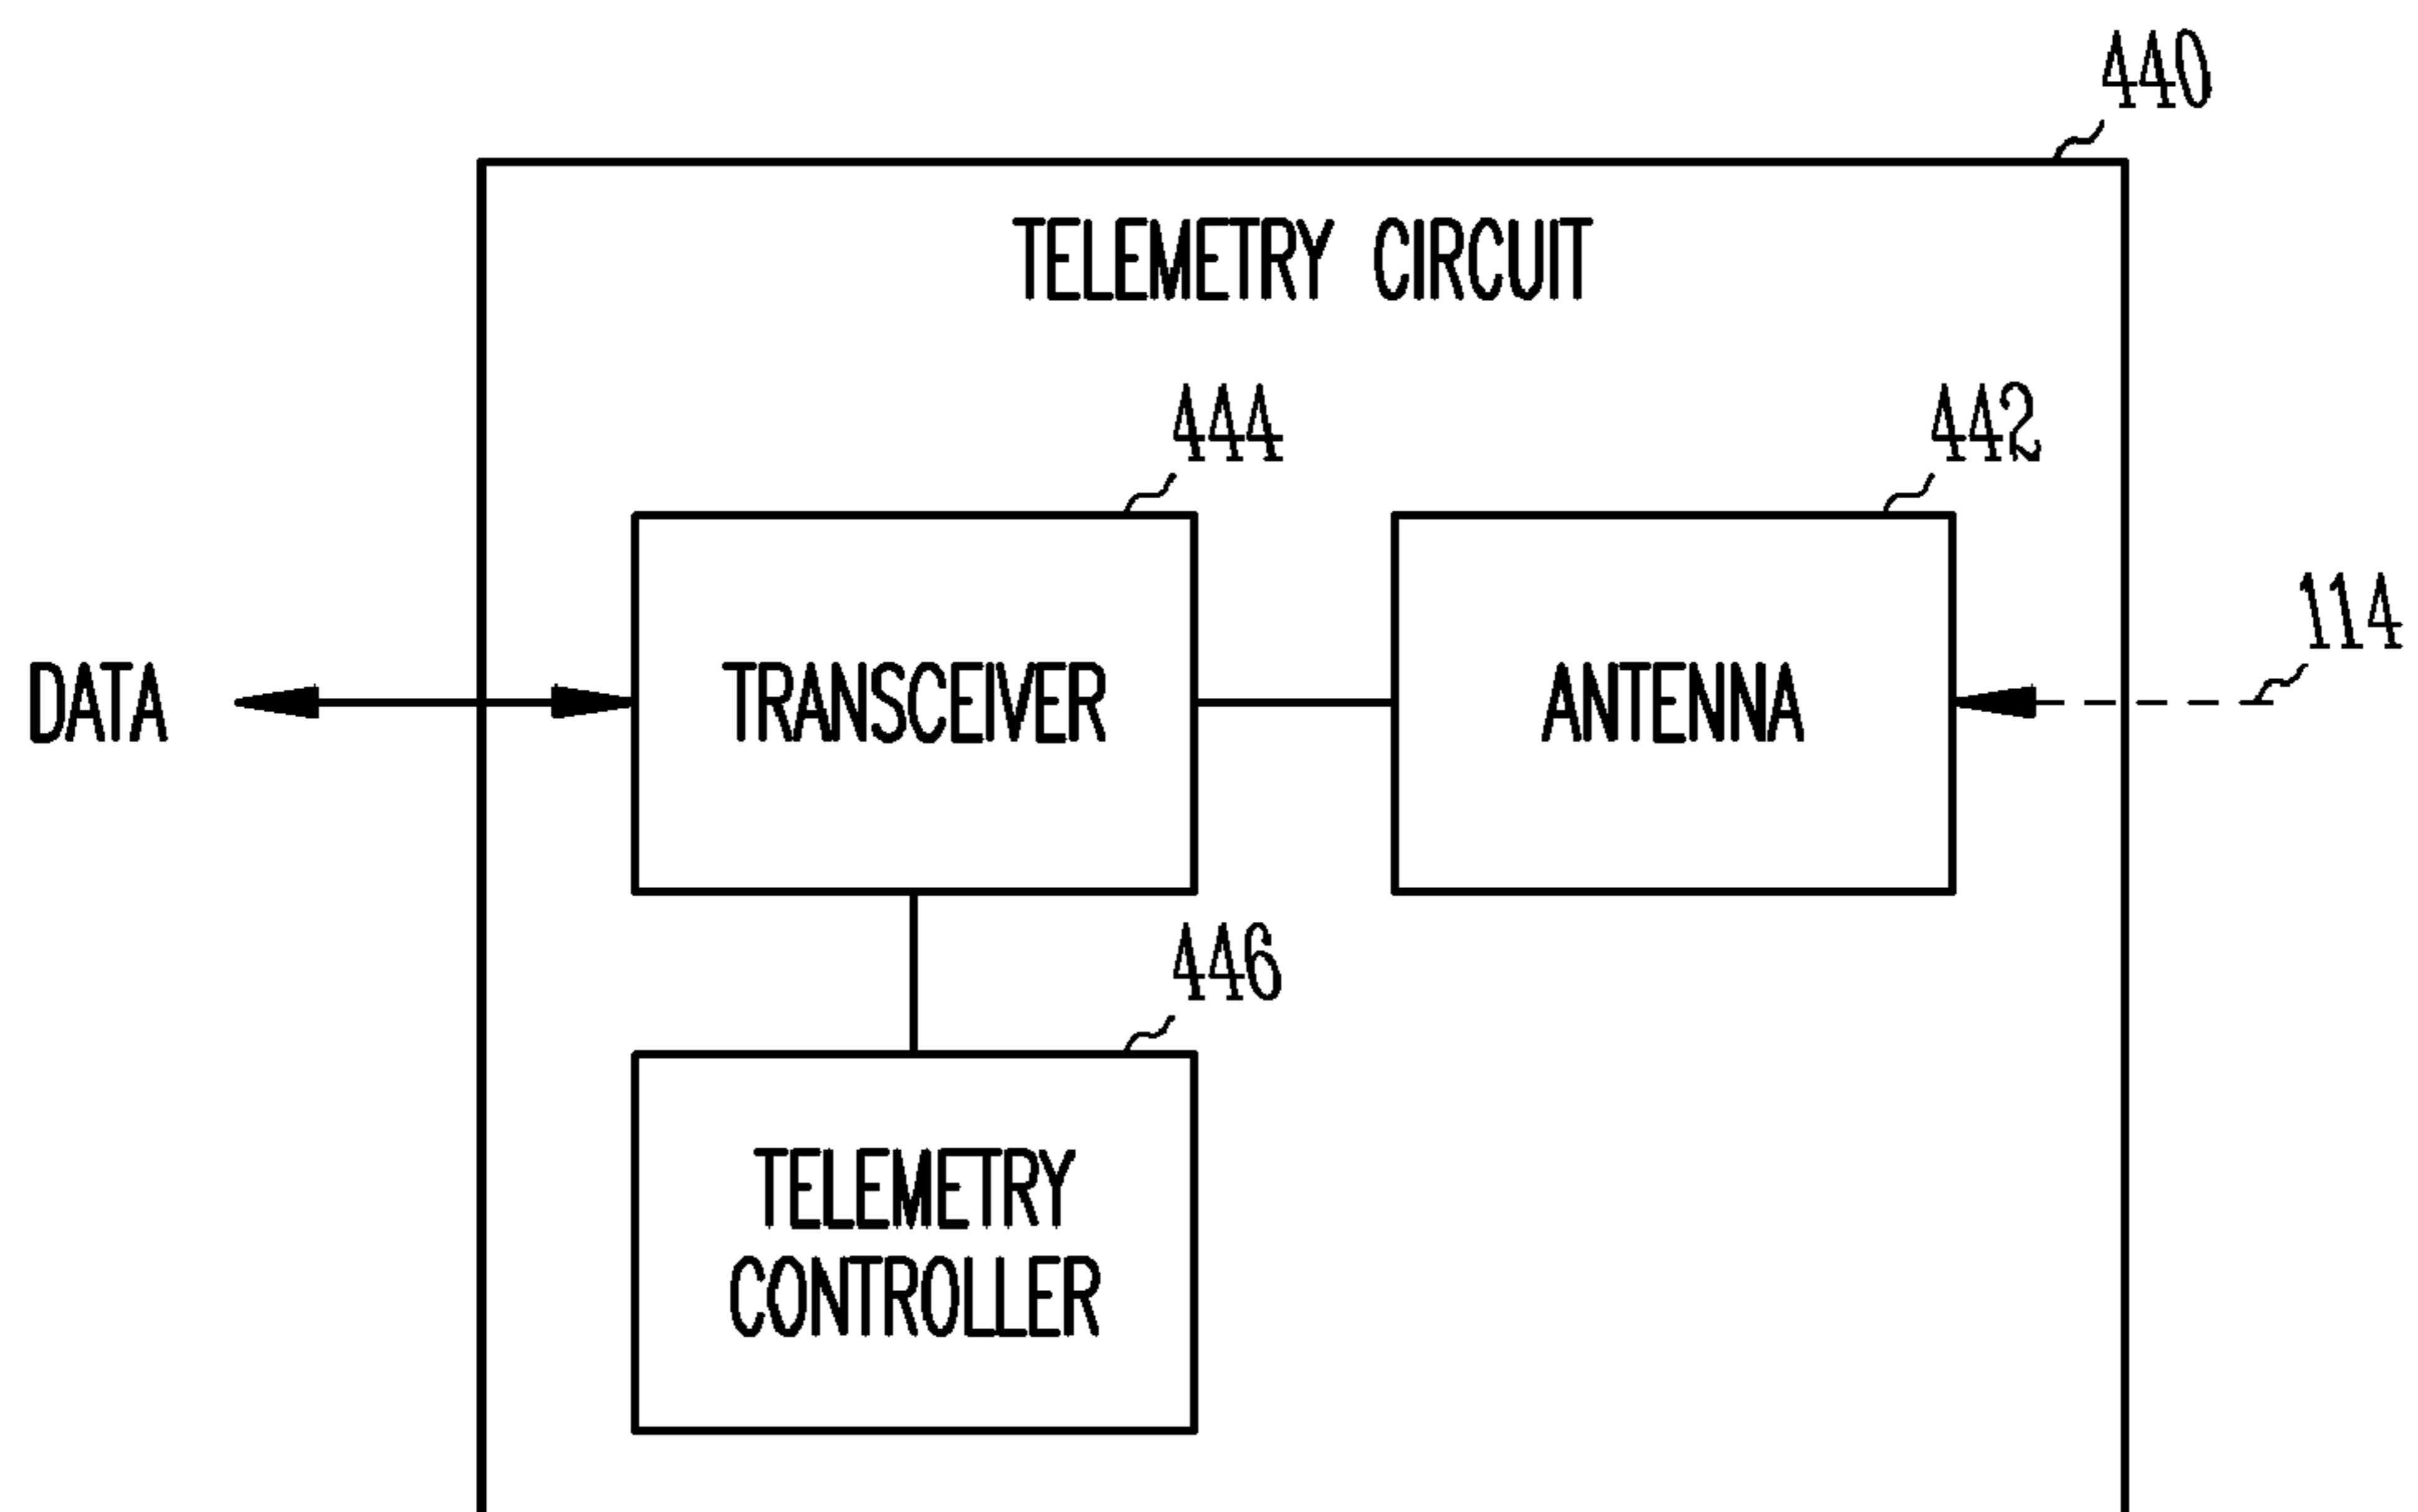 440
TELEMETRY CIRCUIT
444
442
114
DATA
TRANSCEIVER
ANTENNA
446
TELEMETRY
CONTROLLER